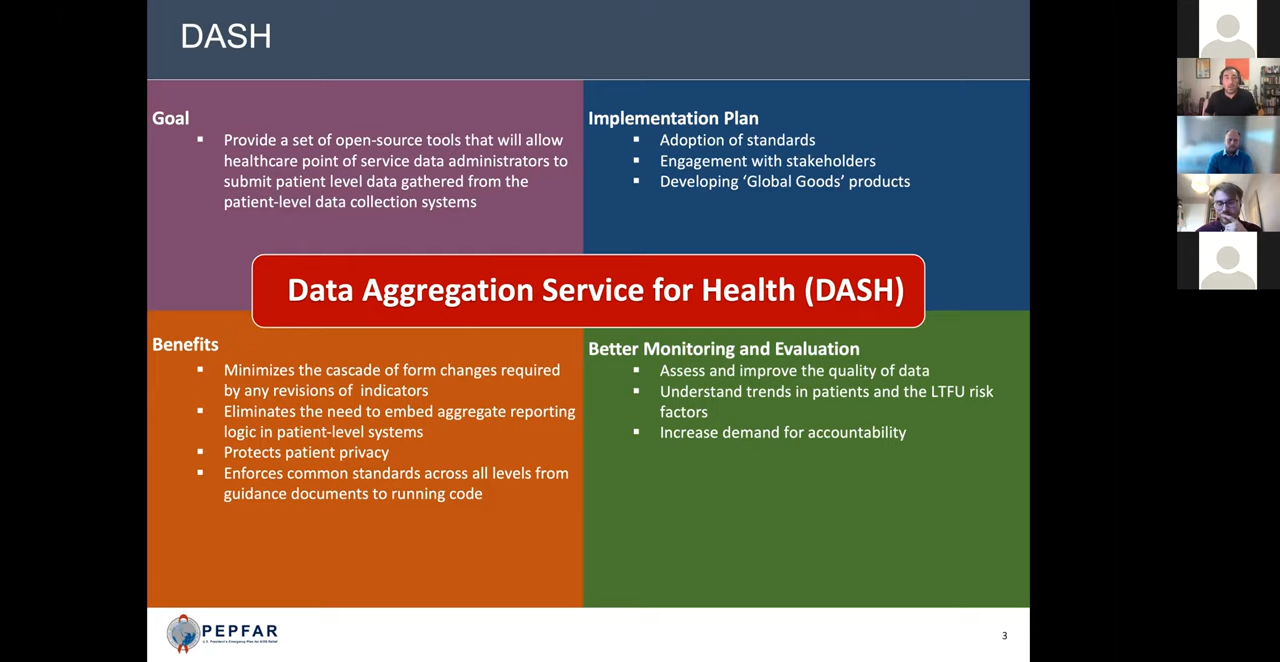 DASH
Goal
▪ Provide a set of open-source tools that will allow
healthcare point of service data administrators to
submit patient level data gathered from the
patient-level data collection systems
Implementation Plan
▪ Adoption of standards
▪ Engagement with stakeholders
▪ Developing ‘Global Goods’ products
Data Aggregation Service for Health (DASH)
Benefits
▪ Minimizes the cascade of form changes required
by any revisions of indicators
▪ Eliminates the need to embed aggregate reporting
logic in patient-level systems
▪ Protects patient privacy
▪ Enforces common standards across all levels from
guidance documents to running code
Better Monitoring and Evaluation
▪ Assess and improve the quality of data
▪ Understand trends in patients and the LTFU risk
factors
▪ Increase demand for accountability
PEPFAR
U.S. President's Emergency Plan for AIDS Relief
3